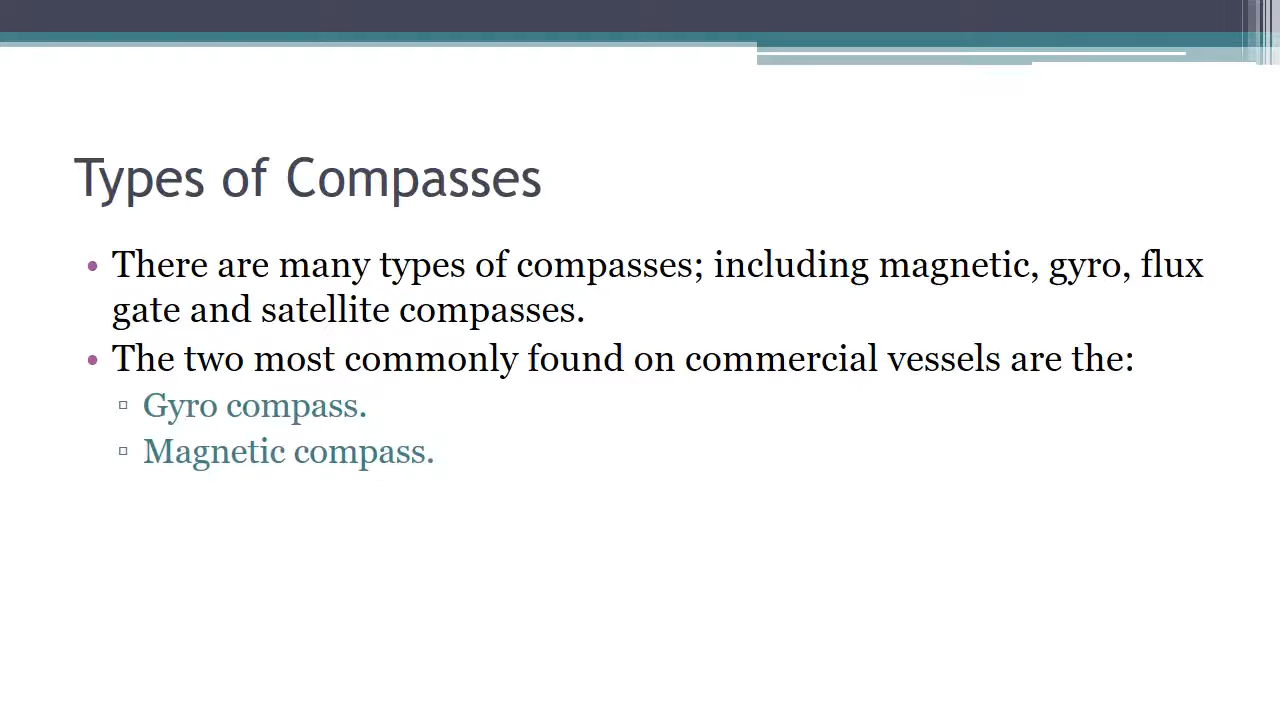 Types of Compasses
• There are many types of compasses; including magnetic, gyro, flux
gate and satellite compasses.
• The two most commonly found on commercial vessels are the:
▫ Gyro compass.
▫ Magnetic compass.